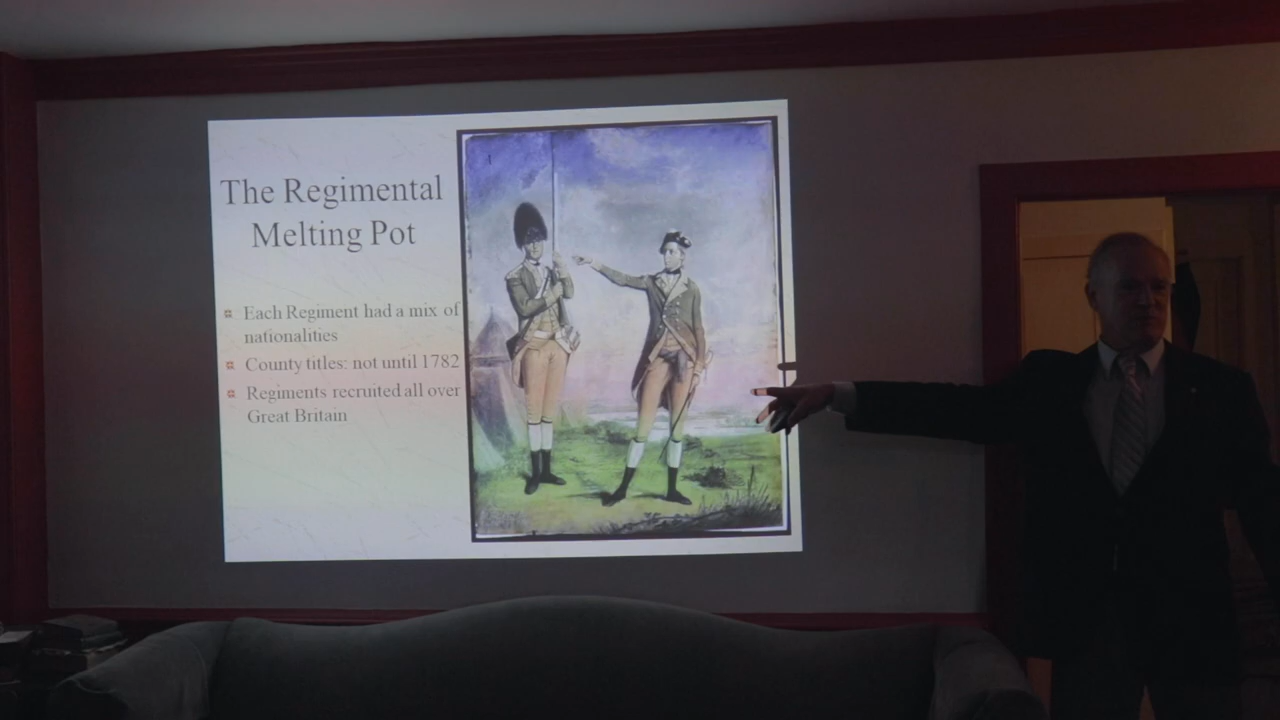 The Regimental
Melting Pot
Each Regiment had a mix of
nationalities
County titles: not until 1782
Regiments recruited all over
Great Britain